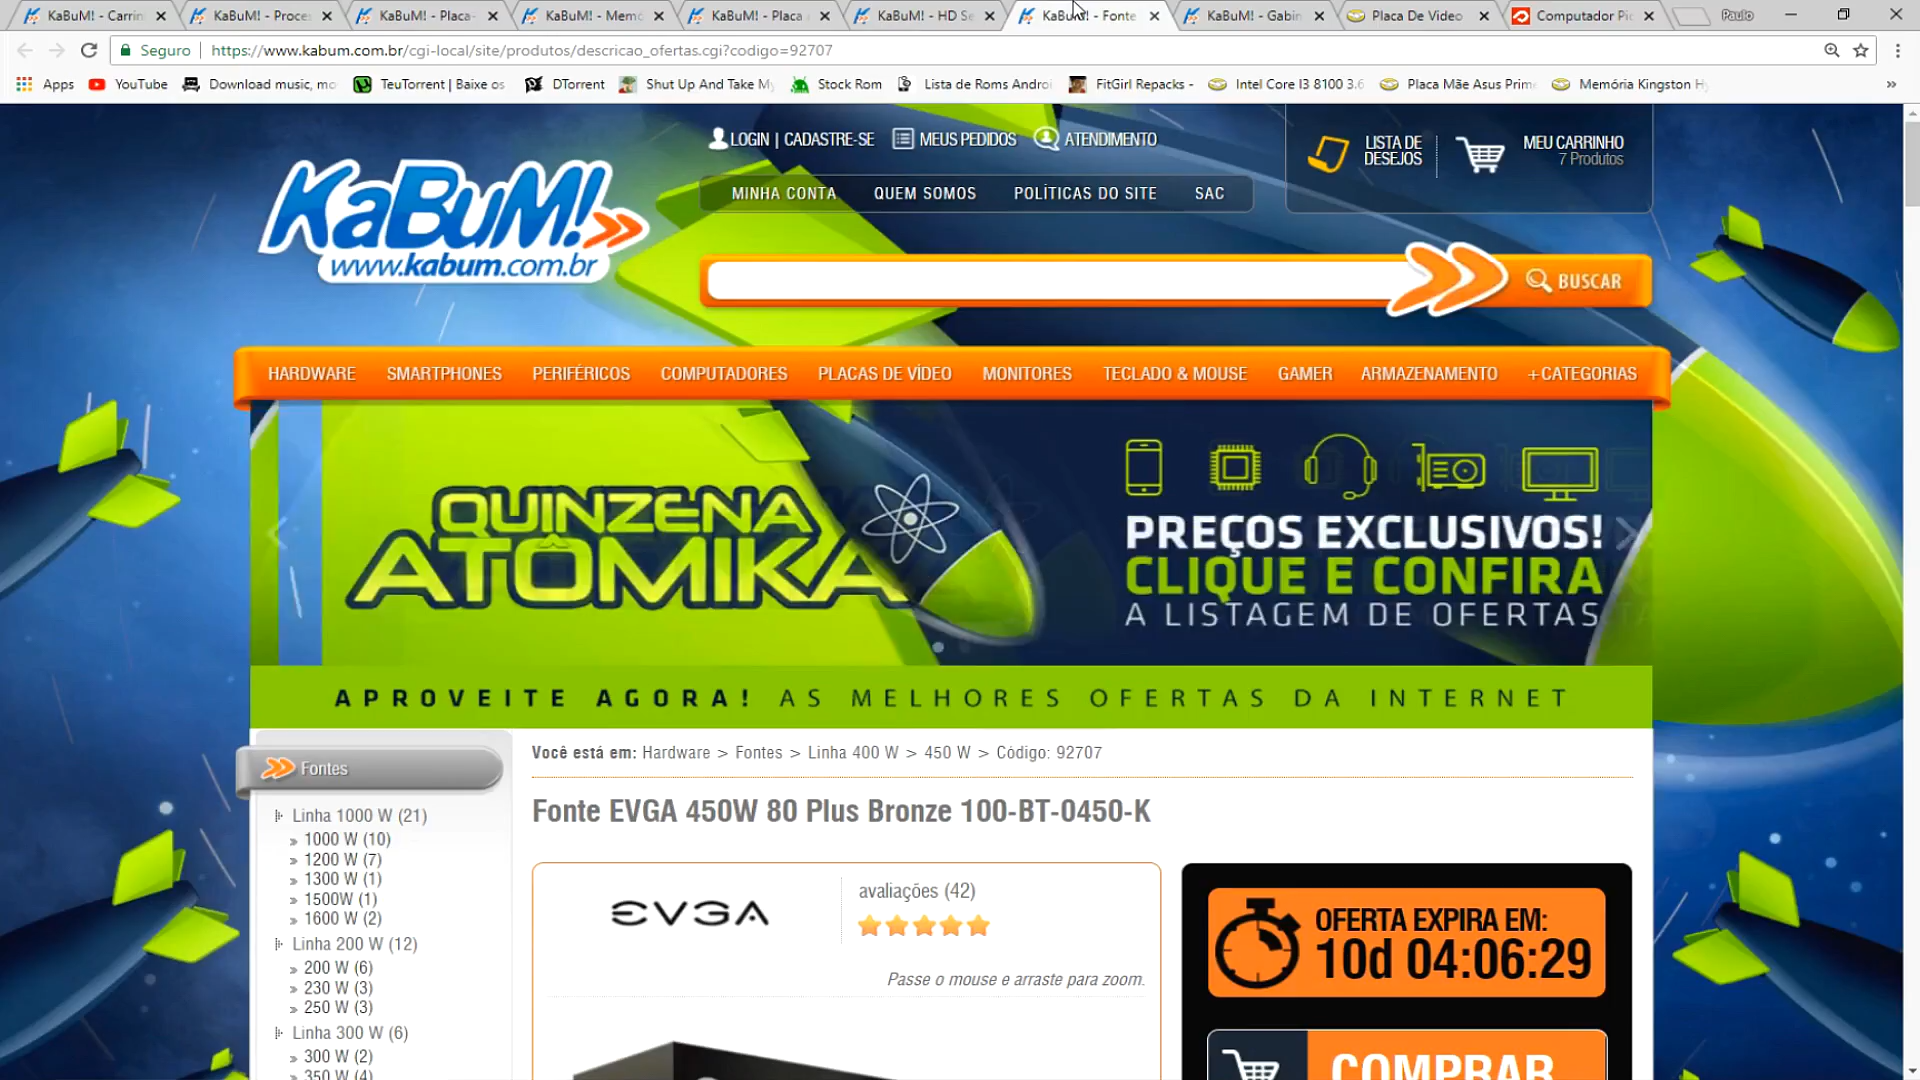 KaBuM! - Carrin
KaBuM! - Proces
KaBuM! - Placa-
KaBuM! - Memó
KaBuM! - Placa
KaBuM! - HD Se
KaBuM! - Fonte
KaBuM! - Gabin
Placa De Video
Computador Pic
Paulo
Seguro
https://www.kabum.com.br/cgi-local/site/produtos/descricao_ofertas.cgi?codigo=92707
Apps
YouTube
Download music, mo
TeuTorrent | Baixe os
DTorrent
Shut Up And Take My
Stock Rom
Lista de Roms Androi
FitGirl Repacks -
Intel Core I3 8100 3.6
Placa Mãe Asus Prime
Memória Kingston Hy
»
KaBuM!
www.kabum.com.br
LOGIN | CADASTRE-SE
MEUS PEDIDOS
ATENDIMENTO
LISTA DE
DESEJOS
MEU CARRINHO
7 Produtos
MINHA CONTA
QUEM SOMOS
POLÍTICAS DO SITE
SAC
BUSCAR
HARDWARE
SMARTPHONES
PERIFÉRICOS
COMPUTADORES
PLACAS DE VÍDEO
MONITORES
TECLADO & MOUSE
GAMER
ARMAZENAMENTO
+CATEGORIAS
QUINZENA
ATÔMIKA
PREÇOS EXCLUSIVOS!
CLIQUE E CONFIRA
A LISTAGEM DE OFERTAS
APROVEITE AGORA! AS MELHORES OFERTAS DA INTERNET
Fontes
Linha 1000 W (21)
1000 W (10)
1200 W (7)
1300 W (1)
1500W (1)
1600 W (2)
Linha 200 W (12)
200 W (6)
230 W (3)
250 W (3)
Linha 300 W (6)
300 W (2)
350 W (4)
Você está em: Hardware > Fontes > Linha 400 W > 450 W > Código: 92707
Fonte EVGA 450W 80 Plus Bronze 100-BT-0450-K
EVGA
avaliações (42)
Passe o mouse e arraste para zoom.
OFERTA EXPIRA EM:
10d 04:06:29
COMPRAR